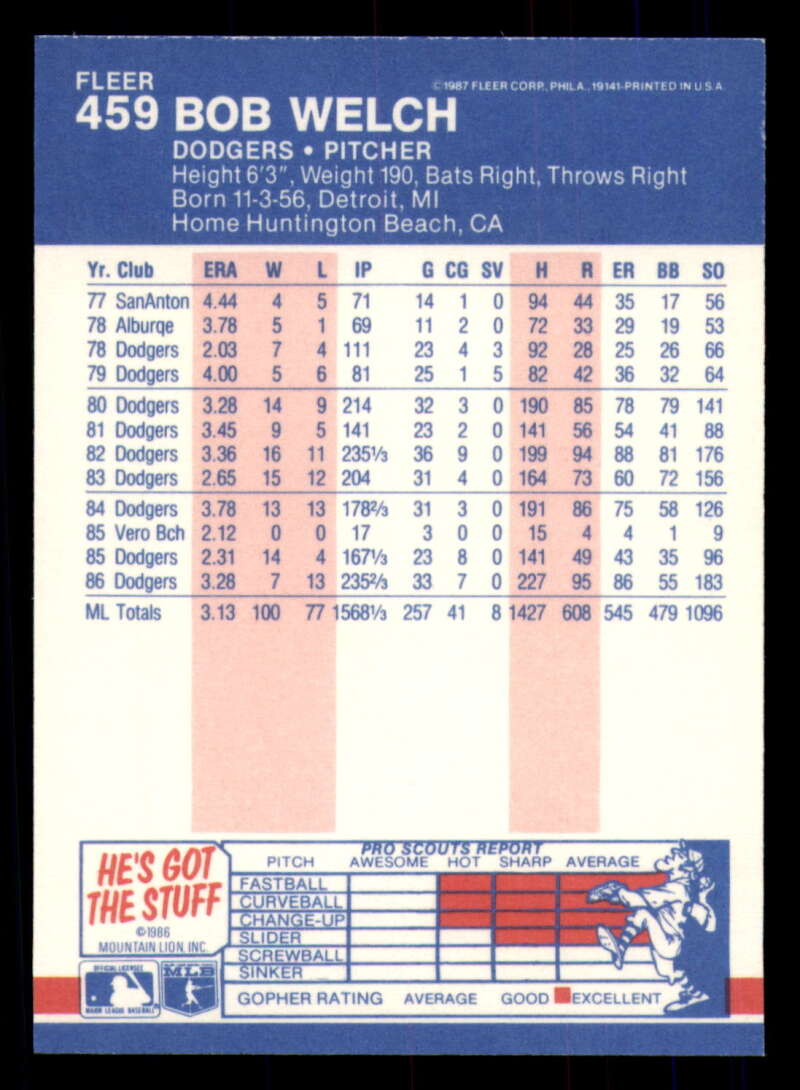 FLEER
©1987 FLEER CORP., PHILA., 19141-PRINTED IN U.S.A.
459 BOB WELCH
DODGERS • PITCHER
Height 6'3", Weight 190, Bats Right, Throws Right
Born 11-3-56, Detroit, MI
Home Huntington Beach, CA
Yr. Club ERA W L IP G CG SV H R ER BB SO
77 SanAnton 4.44 4 5 71 14 1 0 94 44 35 17 56
78 Alburqe 3.78 5 1 69 11 2 0 72 33 29 19 53
78 Dodgers 2.03 7 4 111 23 4 3 92 28 25 26 66
79 Dodgers 4.00 5 6 81 25 1 5 82 42 36 32 64
80 Dodgers 3.28 14 9 214 32 3 0 190 85 78 79 141
81 Dodgers 3.45 9 5 141 23 2 0 141 56 54 41 88
82 Dodgers 3.36 16 11 235⅓ 36 9 0 199 94 88 81 176
83 Dodgers 2.65 15 12 204 31 4 0 164 73 60 72 156
84 Dodgers 3.78 13 13 178⅔ 31 3 0 191 86 75 58 126
85 Vero Bch 2.12 0 0 17 3 0 0 15 4 4 1 9
85 Dodgers 2.31 14 4 167⅓ 23 8 0 141 49 43 35 96
86 Dodgers 3.28 7 13 235⅔ 33 7 0 227 95 86 55 183
ML Totals 3.13 100 77 1568⅓ 257 41 8 1427 608 545 479 1096
HE'S GOT
THE STUFF
©1986
MOUNTAIN LION, INC.
PRO SCOUTS REPORT
PITCH AWESOME HOT SHARP AVERAGE
FASTBALL
CURVEBALL
CHANGE-UP
SLIDER
SCREWBALL
SINKER
GOPHER RATING AVERAGE GOOD EXCELLENT
OFFICIAL LICENSEE
MAJOR LEAGUE BASEBALL
MLB